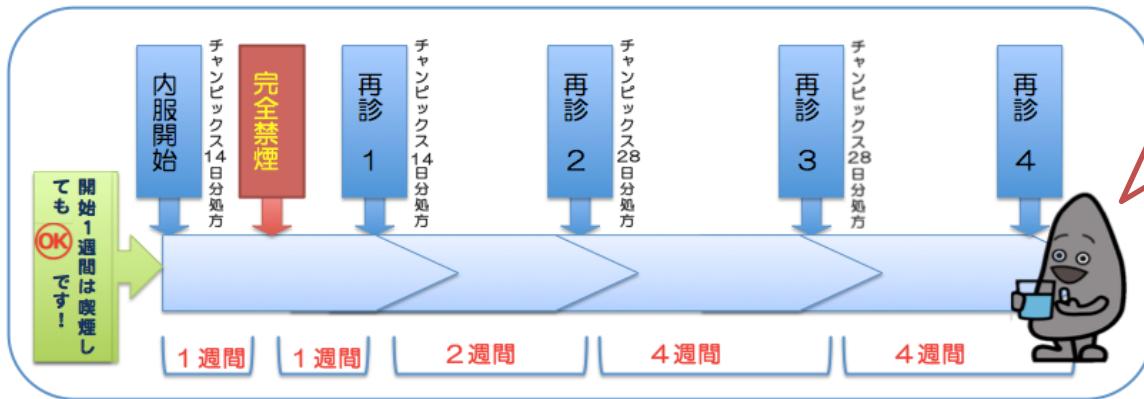 内服開始
チャンピックス14日分処方
完全禁煙
再診 1
チャンピックス14日分処方
再診 2
チャンピックス28日分処方
再診 3
チャンピックス28日分処方
再診 4
開始1週間は喫煙し
ても OK です!
1週間
1週間
2週間
4週間
4週間